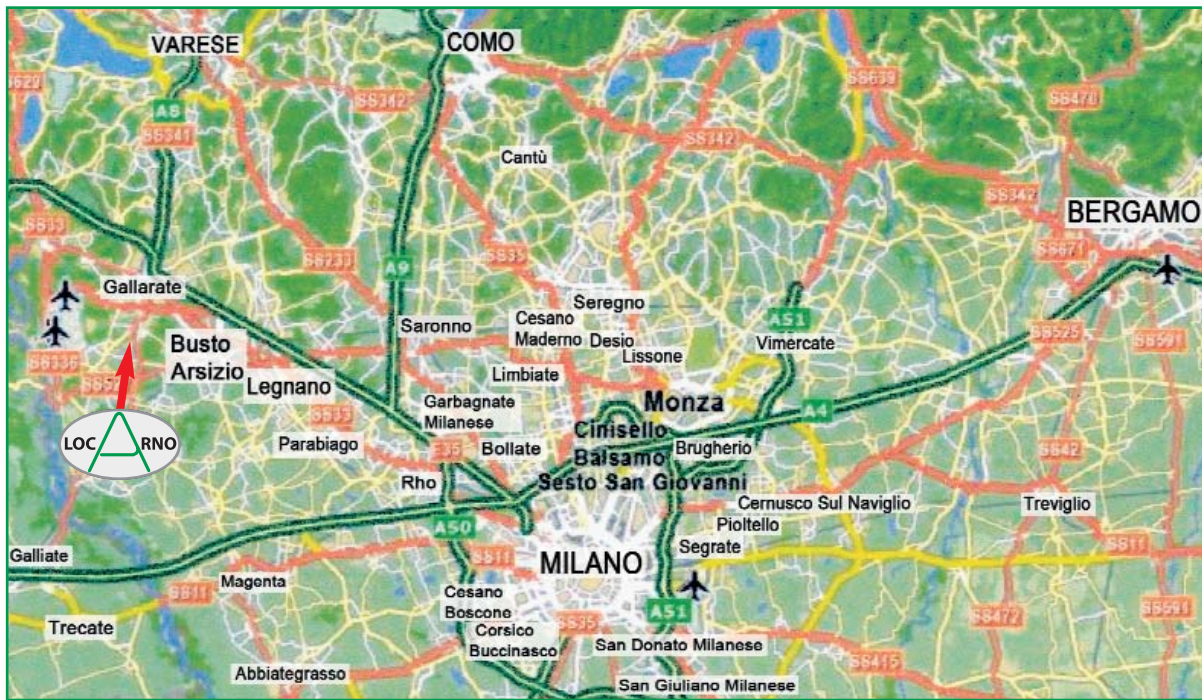 VARESE
COMO
SS629
A8
SS342
SS341
SS639
SS470
SS342
Cantù
SS342
BERGAMO
SS33
SS671
A9
SS35
SS233
Gallarate
Seregno
A51
Saronno
Cesano
Maderno
Desio
Vimercate
SS525
SS591
Busto
Arsizio
Lissone
SS336
Limbiate
Legnano
Monza
A4
Garbagnate
Milanese
SS33
LOC RNO
Parabiago
Bollate
Cinisello
Balsamo
Brugherio
SS42
Rho
Sesto San Giovanni
Cernusco Sul Naviglio
Treviglio
A50
Pioltello
Galliate
SS11
MILANO
Segrate
SS11
Magenta
SS11
Cesano
Boscone
A51
SS472
SS591
Trecate
Corsico
Buccinasco
SS35
San Donato Milanese
SS415
Abbiategrasso
San Giuliano Milanese